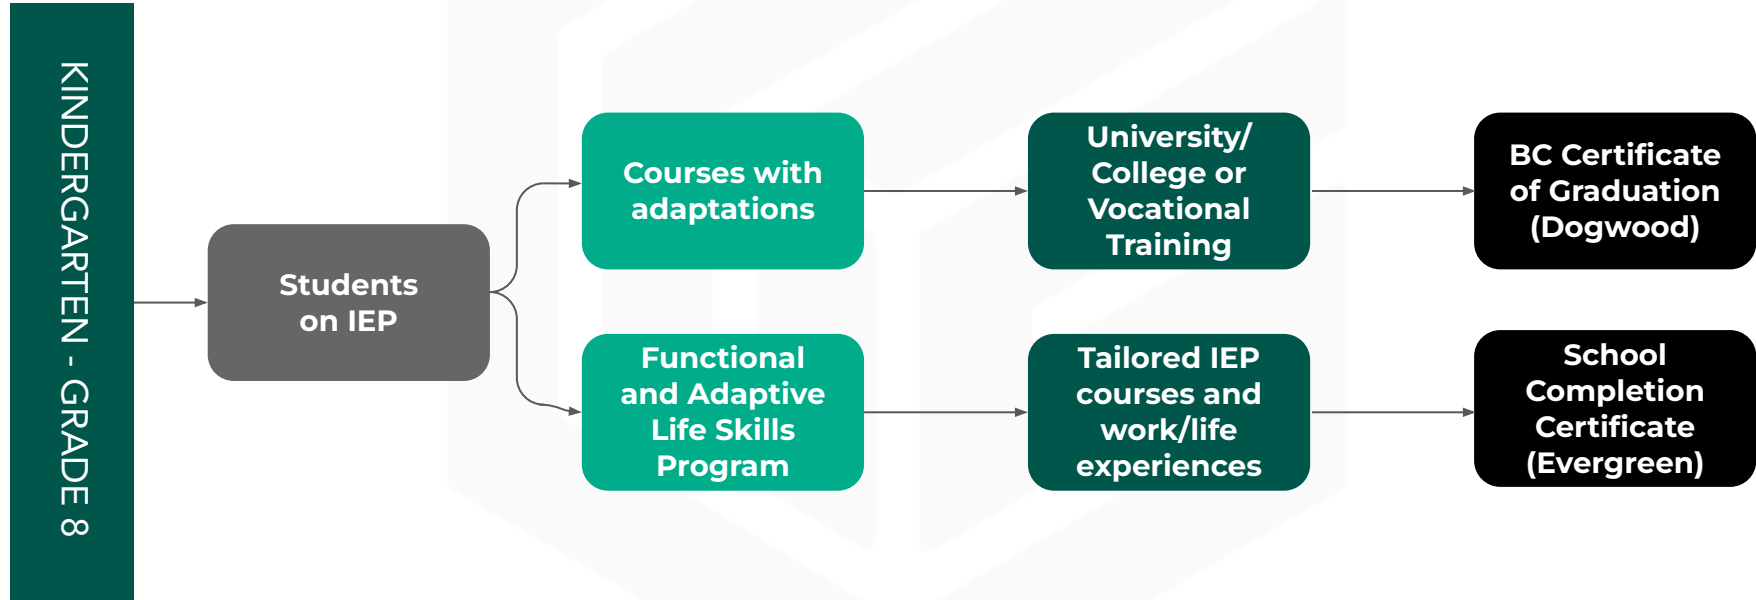 KINDERGARTEN - GRADE 8
Students
on IEP
Courses with
adaptations
University/
College or
Vocational
Training
BC Certificate
of Graduation
(Dogwood)
Functional
and Adaptive
Life Skills
Program
Tailored IEP
courses and
work/life
experiences
School
Completion
Certificate
(Evergreen)